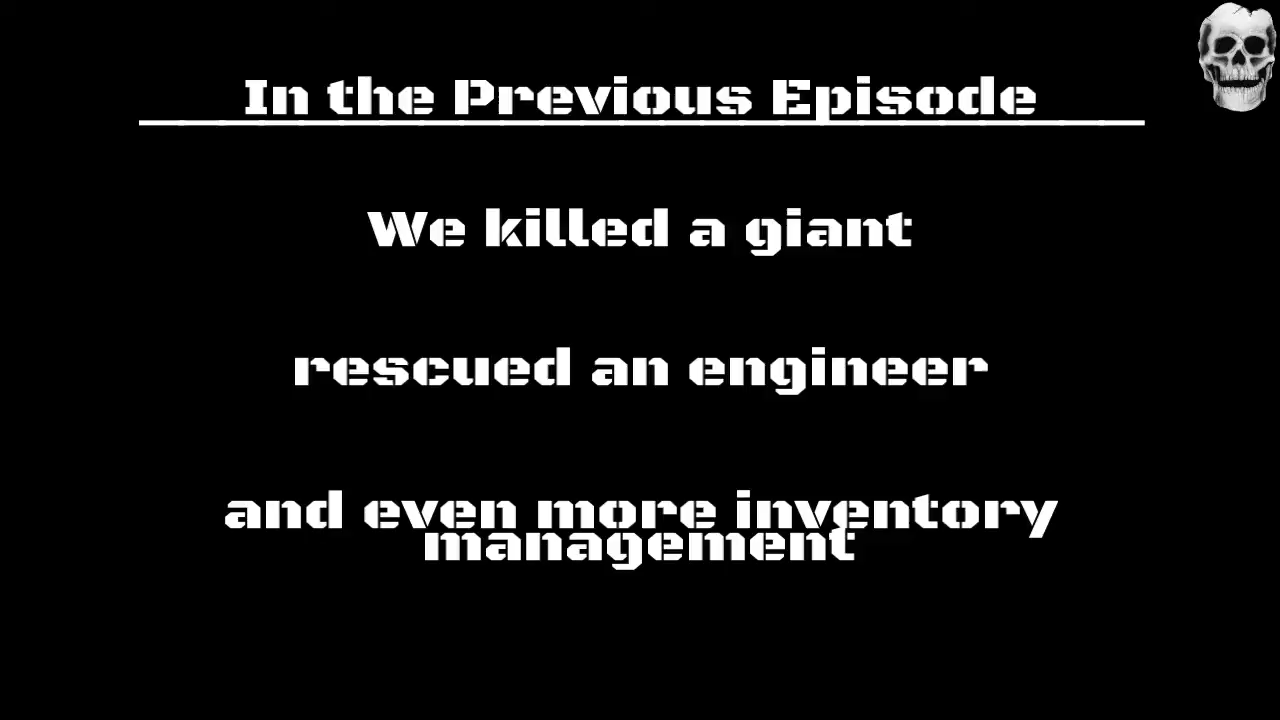 In the Previous Episode
We killed a giant
rescued an engineer
and even more inventory
management